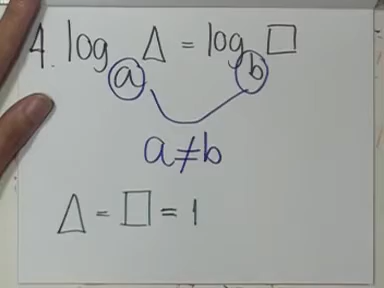 4. log a △ = log b □
a≠b
△ = □ = 1